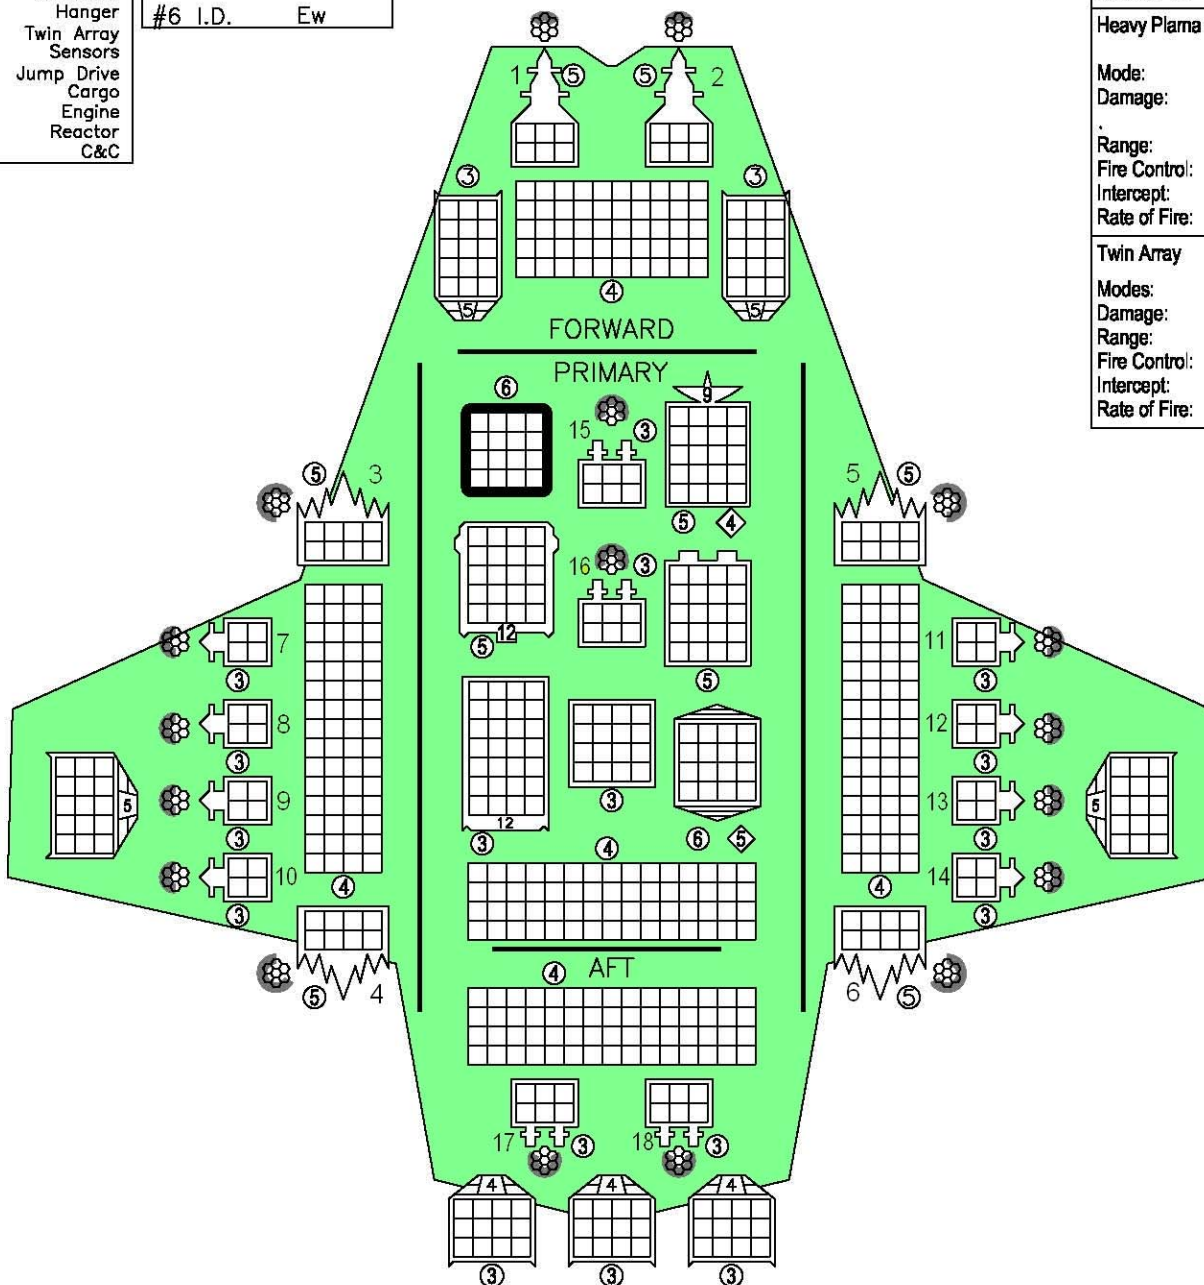 Hanger
Twin Array
Sensors
Jump Drive
Cargo
Engine
Reactor
C&C
#6 I.D. Ew
Heavy Plama
Mode:
Damage:
Range:
Fire Control:
Intercept:
Rate of Fire:
Twin Array
Modes:
Damage:
Range:
Fire Control:
Intercept:
Rate of Fire:
1 5 5 2
3 3
5 5
4
FORWARD
PRIMARY
6 9
15 3
5 4
5 3 5 5
16 3
12
5 5
7 11
3 3
8 12
3 3
9 13
5 5
3 3
12
3 3 6 5
4
10 14
4 4
3 3
AFT
4
5 4 6 5
17 3 18 3
4 4 4
3 3 3